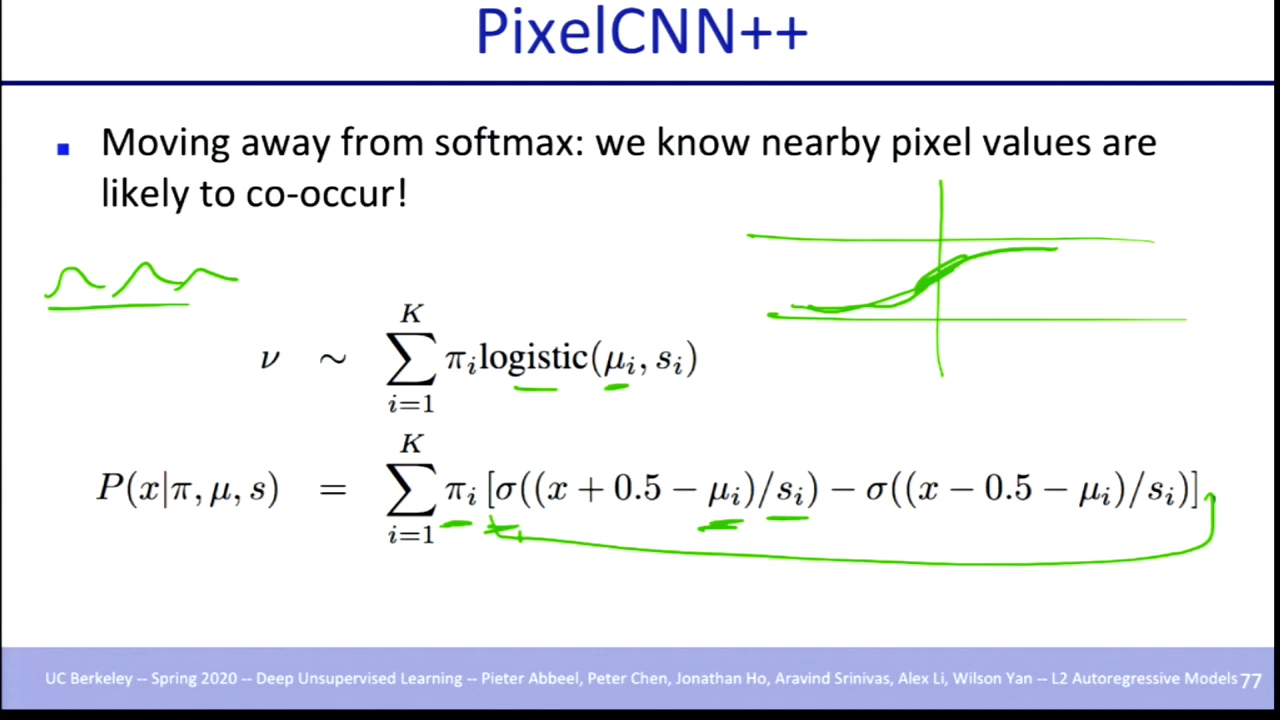 PixelCNN++
▪ Moving away from softmax: we know nearby pixel values are
likely to co-occur!
ν ∼ ∑_{i=1}^{K} π_i logistic(μ_i, s_i)
P(x|π, μ, s) = ∑_{i=1}^{K} π_i [σ((x + 0.5 − μ_i)/s_i) − σ((x − 0.5 − μ_i)/s_i)],
UC Berkeley -- Spring 2020 -- Deep Unsupervised Learning -- Pieter Abbeel, Peter Chen, Jonathan Ho, Aravind Srinivas, Alex Li, Wilson Yan -- L2 Autoregressive Models 77